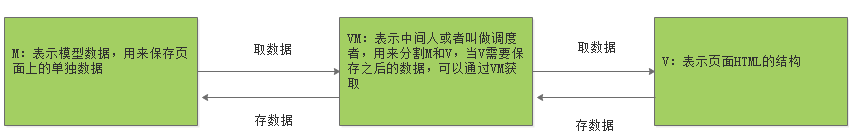 M：表示模型数据，用来保存页
面上的单独数据
取数据
存数据
VM：表示中间人或者叫做调度
者，用来分割M和V，当V需要保
存之后的数据，可以通过VM获
取
取数据
存数据
V：表示页面HTML的结构